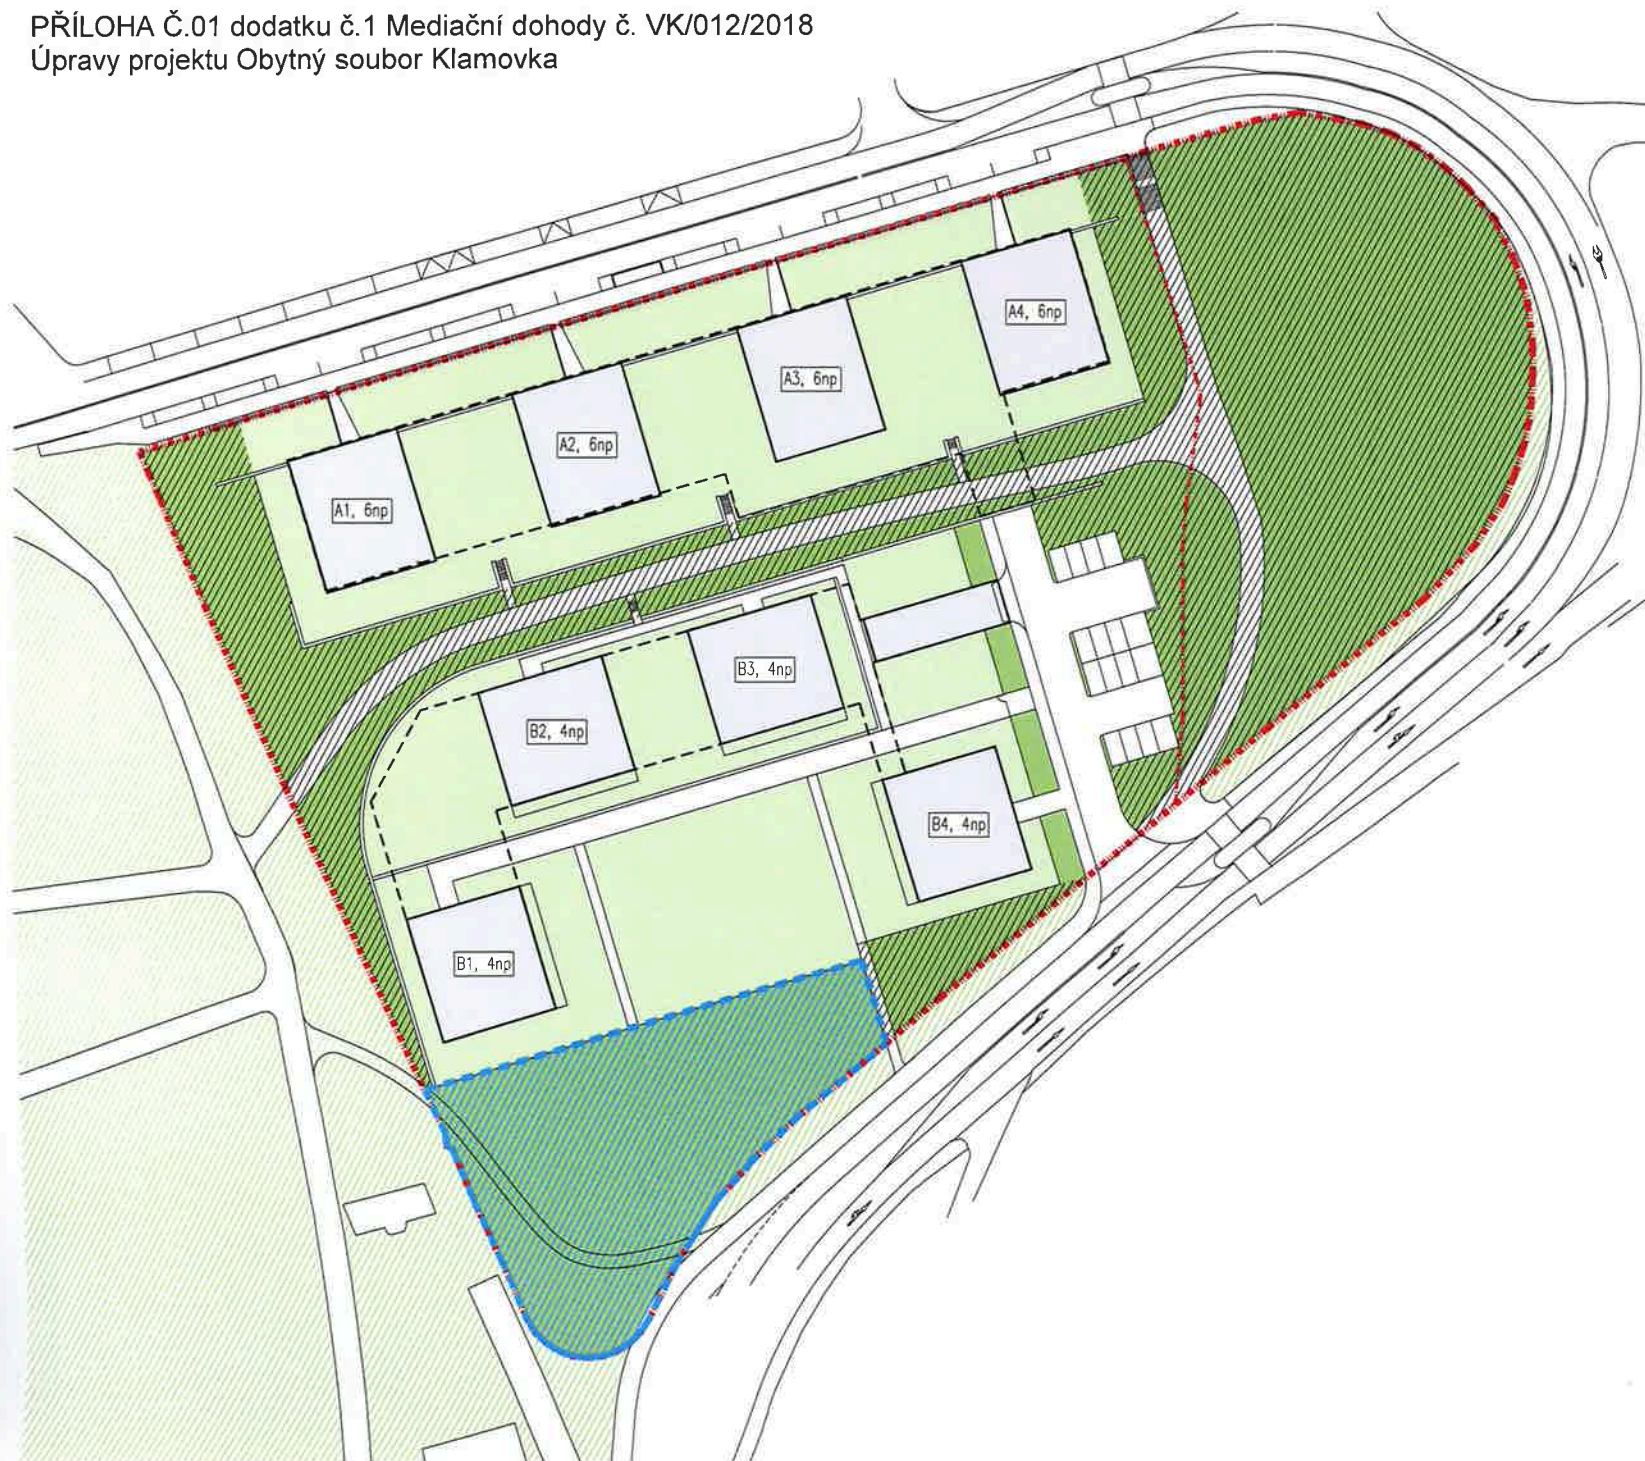 PŘÍLOHA Č.01 dodatku č.1 Mediační dohody č. VK/012/2018
Úpravy projektu Obytný soubor Klamovka
A4, 6np
A3, 6np
A2, 6np
A1, 6np
B3, 4np
B2, 4np
B4, 4np
B1, 4np